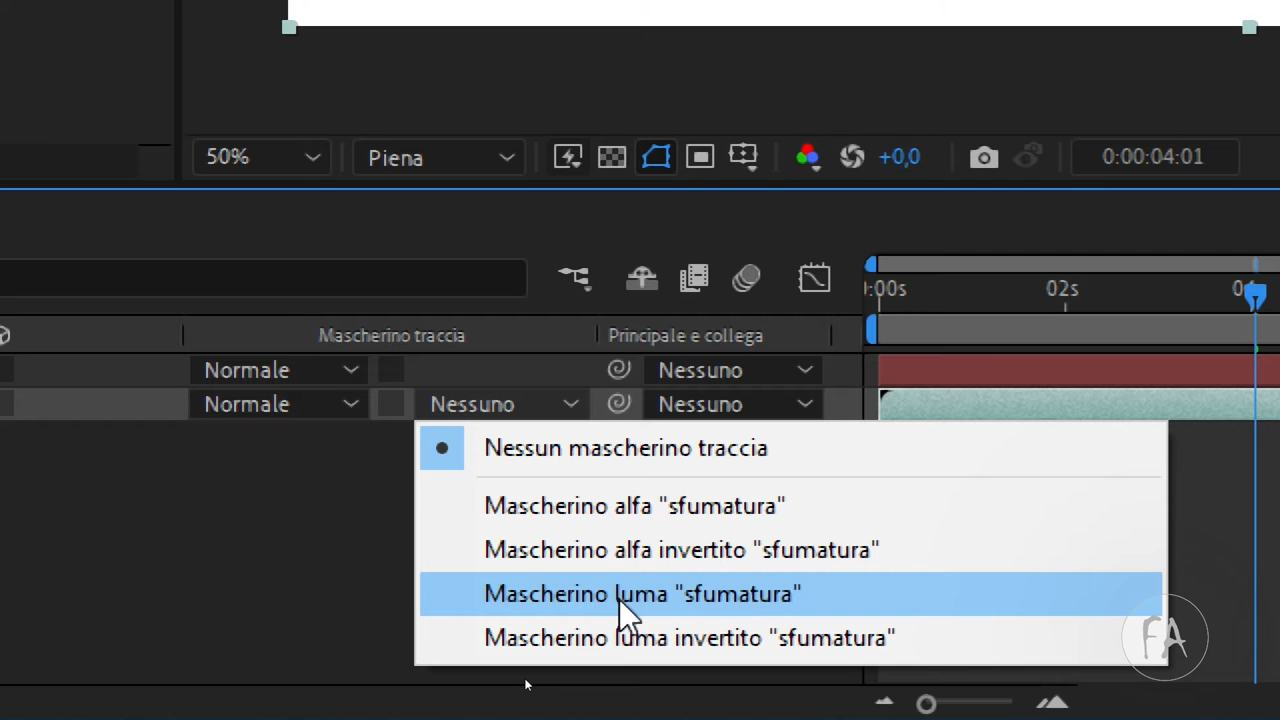 50%
Piena
+0,0
0:00:04:01
:00s
02s
Mascherino traccia
Principale e collega
Normale
Nessuno
Normale
Nessuno
Nessuno
Nessun mascherino traccia
Mascherino alfa "sfumatura"
Mascherino alfa invertito "sfumatura"
Mascherino luma "sfumatura"
Mascherino luma invertito "sfumatura"
FA